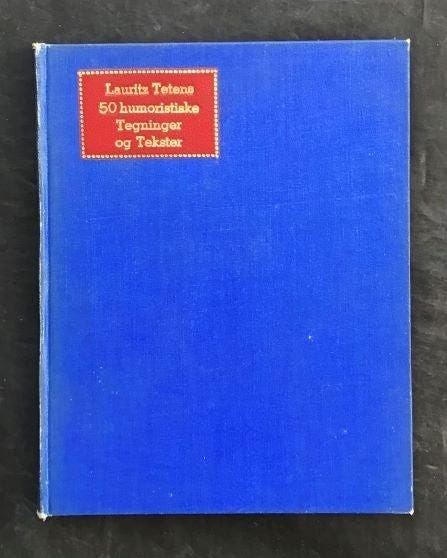 Lauritz Tetens
50 humoristiske
Tegninger
og Tekster